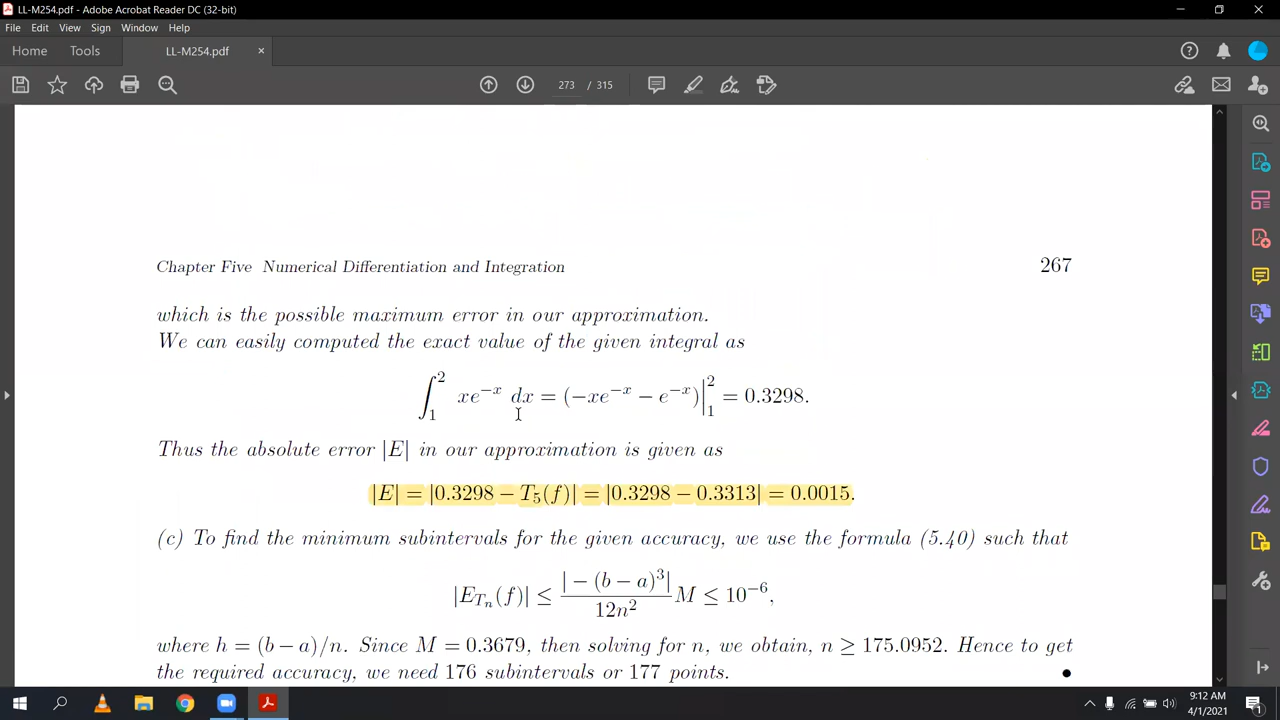 LL-M254.pdf - Adobe Acrobat Reader DC (32-bit)
File Edit View Sign Window Help
Home Tools LL-M254.pdf ×
273 / 315
Chapter Five Numerical Differentiation and Integration 267
which is the possible maximum error in our approximation.
We can easily computed the exact value of the given integral as
∫₁² xe⁻ˣ dx = (−xe⁻ˣ − e⁻ˣ)|₁² = 0.3298.
Thus the absolute error |E| in our approximation is given as
|E| = |0.3298 − T₅(f)| = |0.3298 − 0.3313| = 0.0015.
(c) To find the minimum subintervals for the given accuracy, we use the formula (5.40) such that
|E_{T_n}(f)| ≤ |−(b − a)³| / 12n² M ≤ 10⁻⁶,
where h = (b − a)/n. Since M = 0.3679, then solving for n, we obtain, n ≥ 175.0952. Hence to get
the required accuracy, we need 176 subintervals or 177 points. •
9:12 AM
4/1/2021
1